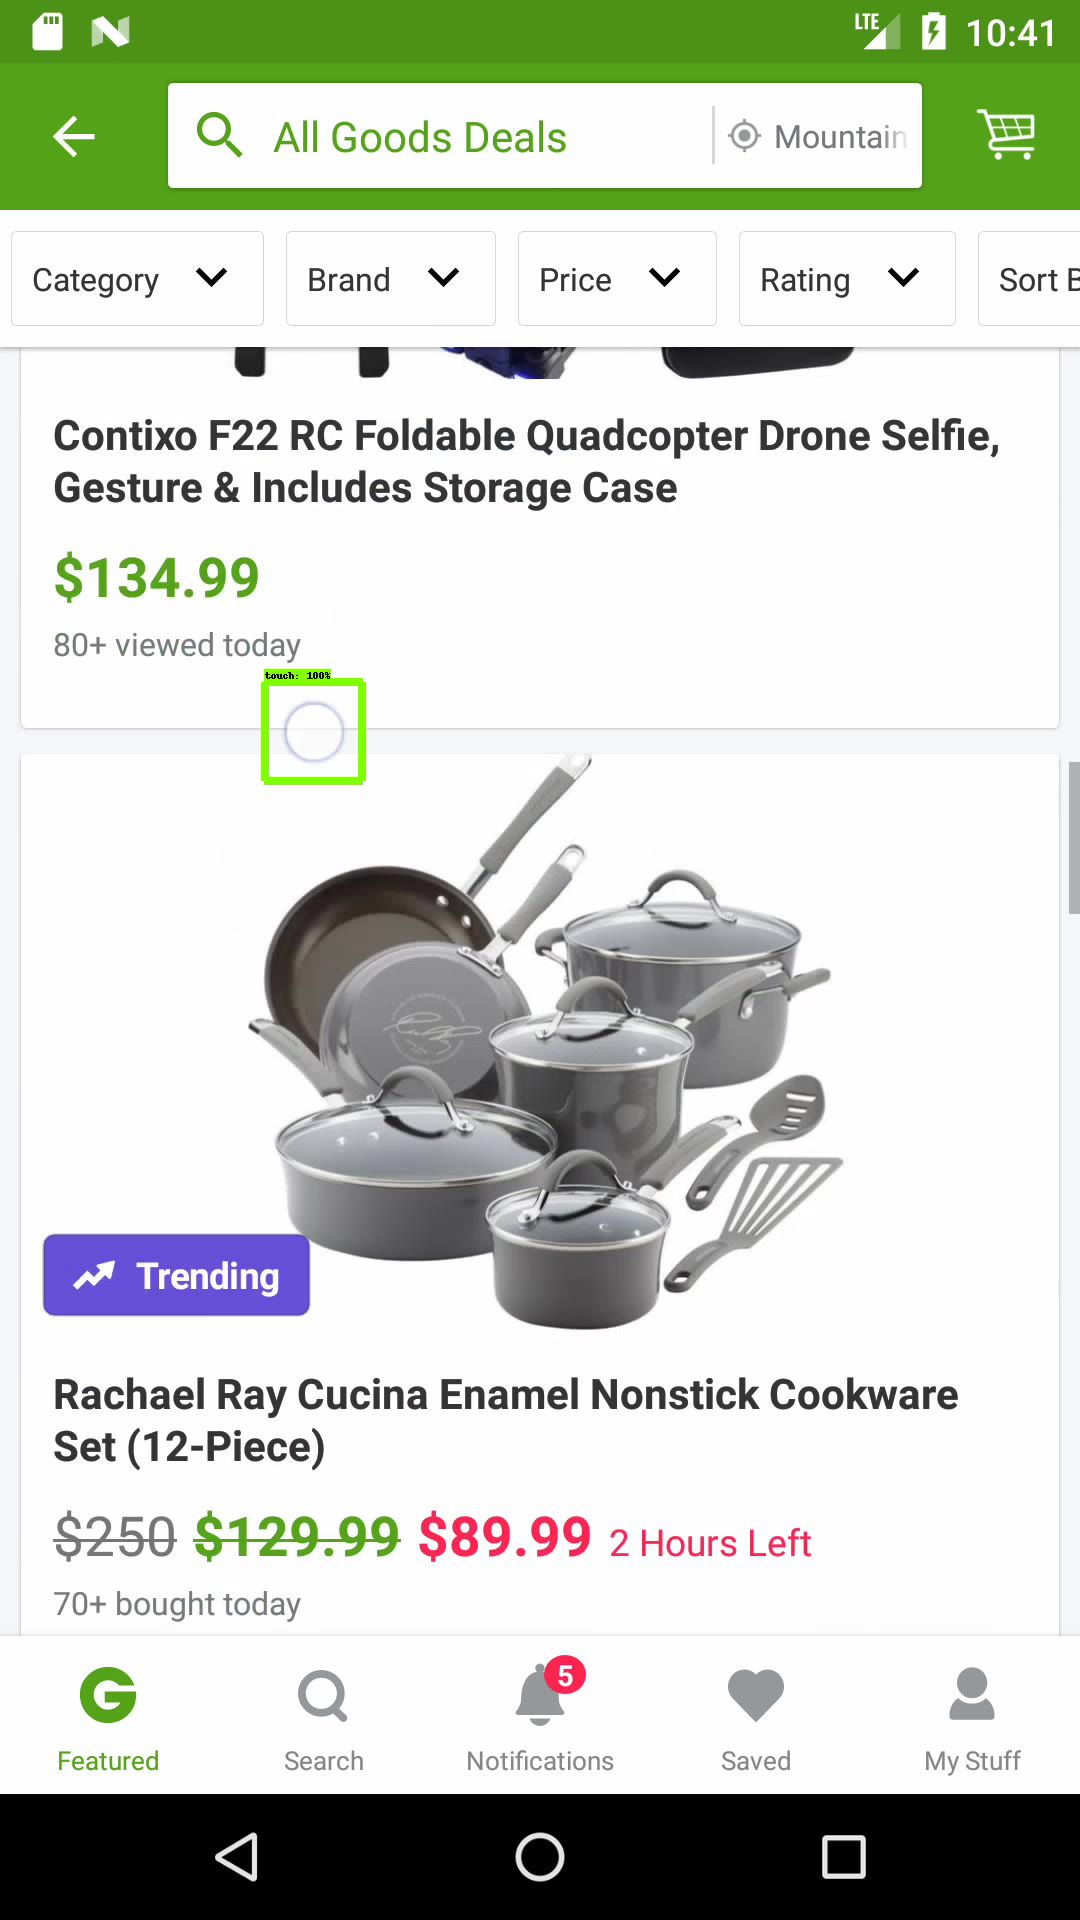 LTE 10:41
All Goods Deals Mountain
Category Brand Price Rating Sort B
Contixo F22 RC Foldable Quadcopter Drone Selfie,
Gesture & Includes Storage Case
$134.99
80+ viewed today
touch: 100%
Trending
Rachael Ray Cucina Enamel Nonstick Cookware
Set (12-Piece)
$250 $129.99 $89.99 2 Hours Left
70+ bought today
5
Featured Search Notifications Saved My Stuff